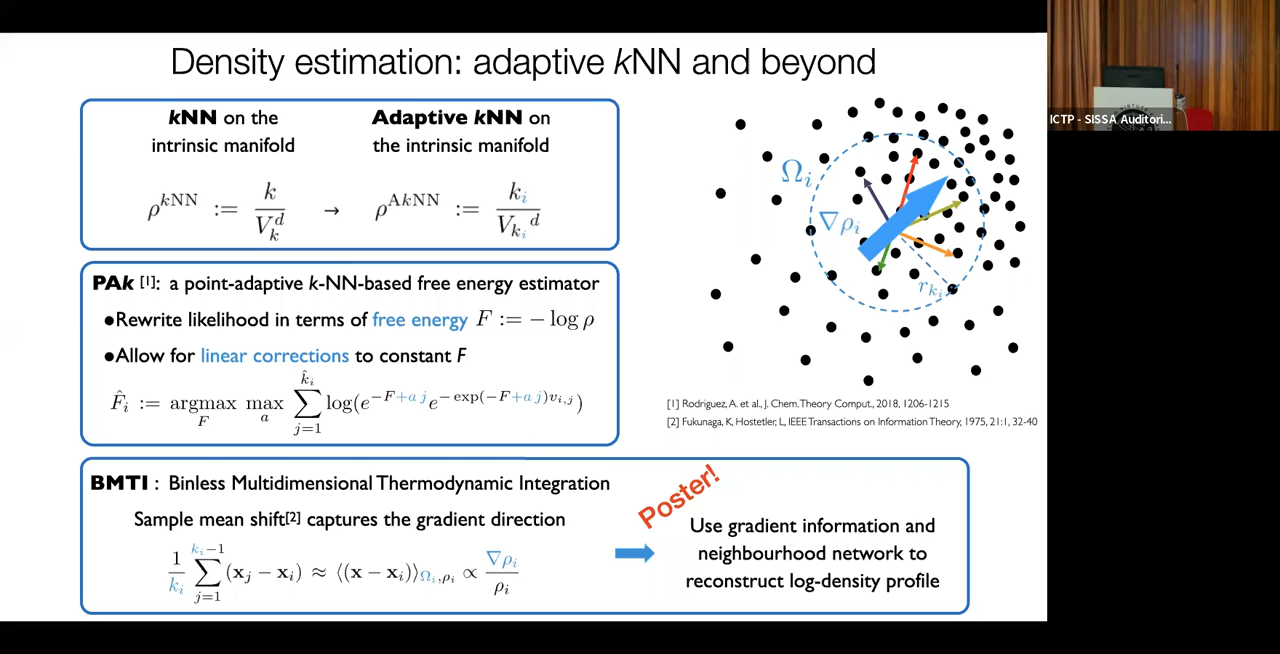 Density estimation: adaptive kNN and beyond
kNN on the
intrinsic manifold
Adaptive kNN on
the intrinsic manifold
ρ^{kNN} := k / V_k^d → ρ^{AkNN} := k_i / V_{k_i}^d
PAk [1]: a point-adaptive k-NN-based free energy estimator
●Rewrite likelihood in terms of free energy F := − log ρ
●Allow for linear corrections to constant F
F̂_i := argmax_F max_a ∑_{j=1}^{k̂_i} log(e^{−F+a j} e^{− exp(−F+a j)v_{i,j}})
Ω_i
∇ρ_i
r_{k_i}
[1] Rodriguez, A. et al., J. Chem. Theory Comput., 2018, 1206-1215
[2] Fukunaga, K, Hostetler, L, IEEE Transactions on Information Theory, 1975, 21:1, 32-40
BMTI : Binless Multidimensional Thermodynamic Integration
Sample mean shift[2] captures the gradient direction
1/k_i ∑_{j=1}^{k_i−1} (x_j − x_i) ≈ ⟨(x − x_i)⟩_{Ω_i,ρ_i} ∝ ∇ρ_i / ρ_i
Poster!
Use gradient information and
neighbourhood network to
reconstruct log-density profile
ICTP - SISSA Auditori...